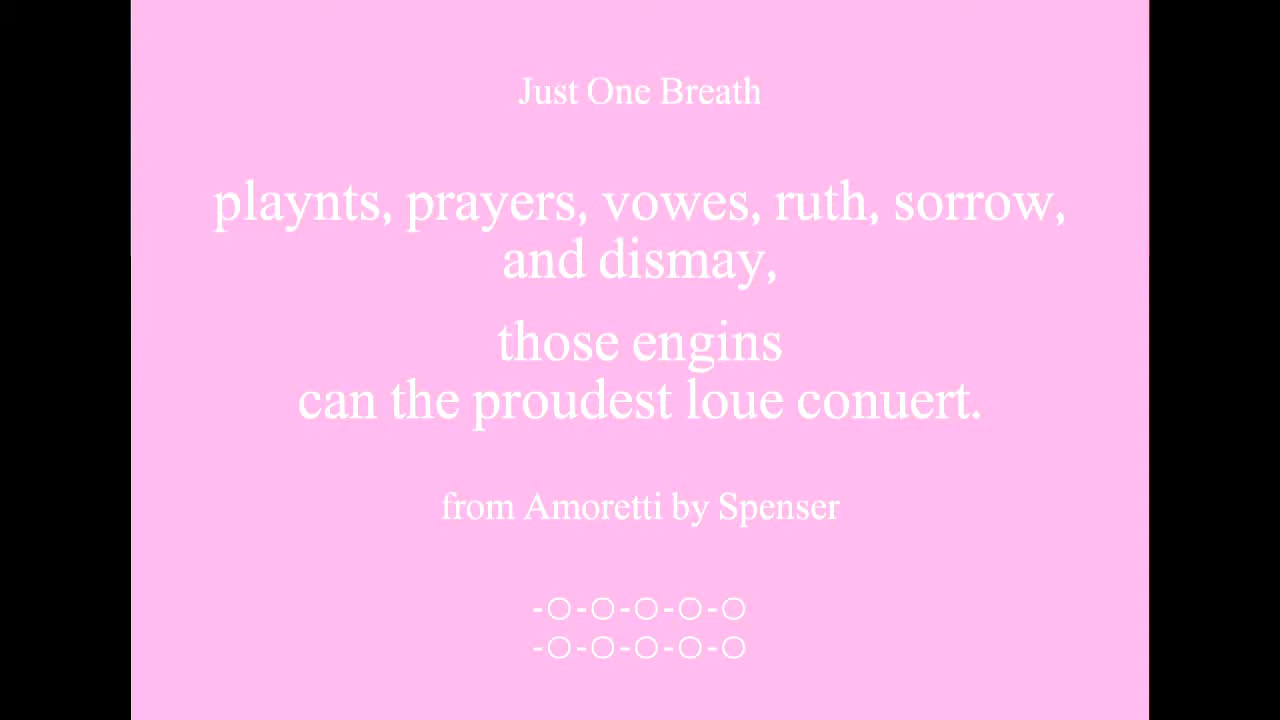 Just One Breath
playnts, prayers, vowes, ruth, sorrow,
and dismay,
those engins
can the proudest loue conuert.
from Amoretti by Spenser
-○-○-○-○-○
-○-○-○-○-○